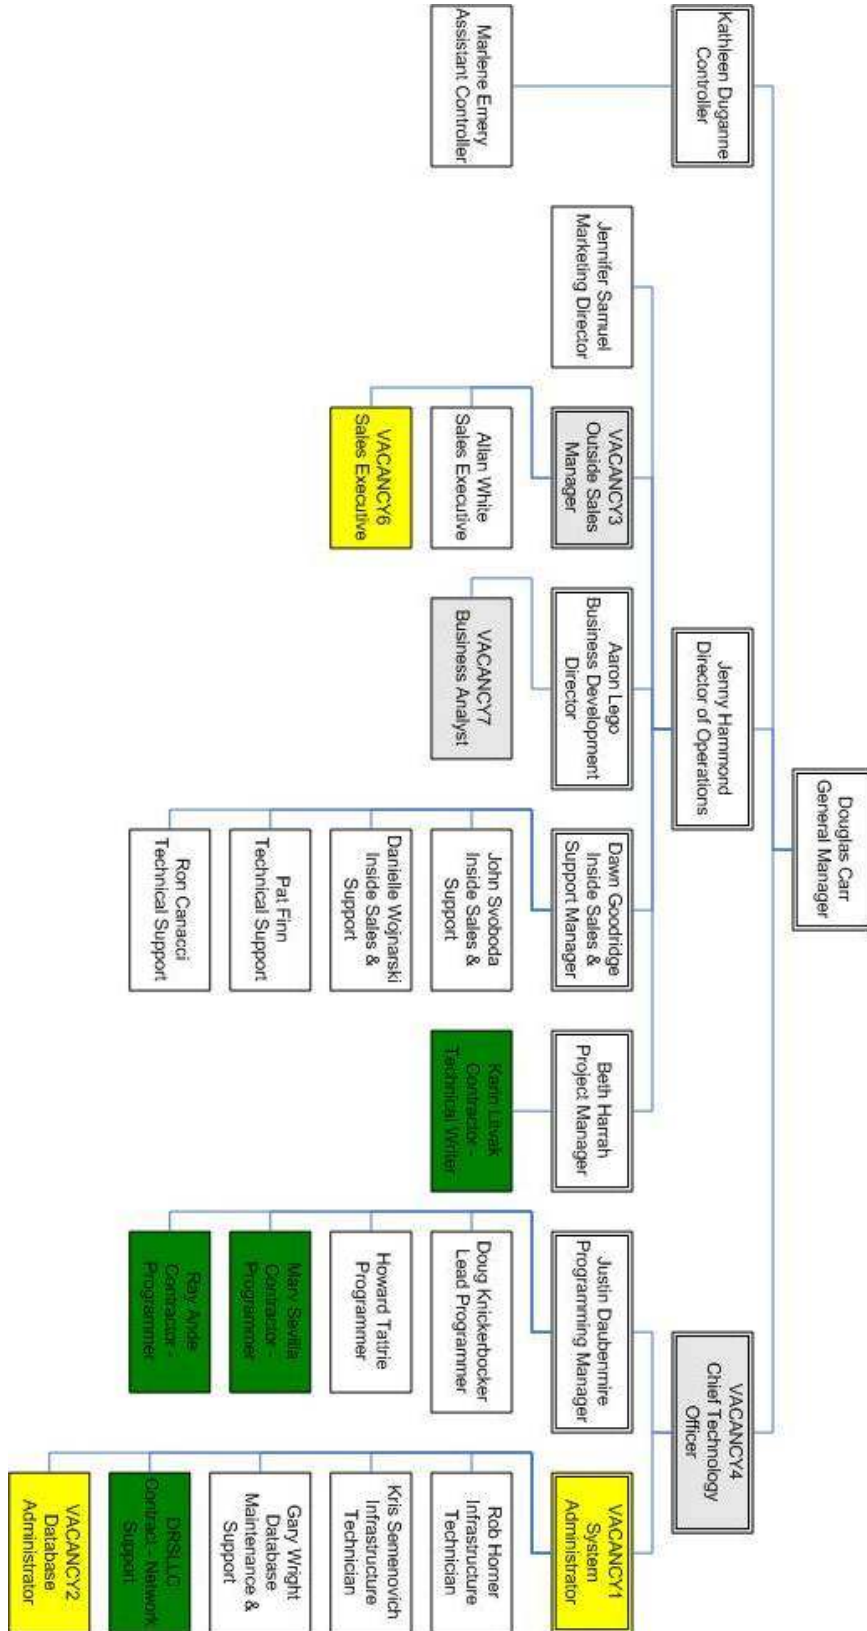 Douglas Carr
General Manager
Kathleen Duganne
Controller
Jenny Hammond
Director of Operations
VACANCY4
Chief Technology
Officer
Marlene Emery
Assistant Controller
Jennifer Samuel
Marketing Director
VACANCY3
Outside Sales
Manager
Allan White
Sales Executive
VACANCY6
Sales Executive
Aaron Lego
Business Development
Director
VACANCY7
Business Analyst
Dawn Goodridge
Inside Sales &
Support Manager
John Svoboda
Inside Sales &
Support
Danielle Wojnarski
Inside Sales &
Support
Pat Finn
Technical Support
Ron Canacci
Technical Support
Beth Harrah
Project Manager
Karin Litvak
Contractor -
Technical Writer
Justin Daubenmire
Programming Manager
Doug Knickerbocker
Lead Programmer
Howard Tattrie
Programmer
Marv Sevilla
Contractor -
Programmer
Ray Ande
Contractor -
Programmer
VACANCY1
System
Administrator
Rob Horner
Infrastructure
Technician
Kris Semenovich
Infrastructure
Technician
Gary Wright
Database
Maintenance &
Support
DRSLLC
Contract - Network
Support
VACANCY2
Database
Administrator